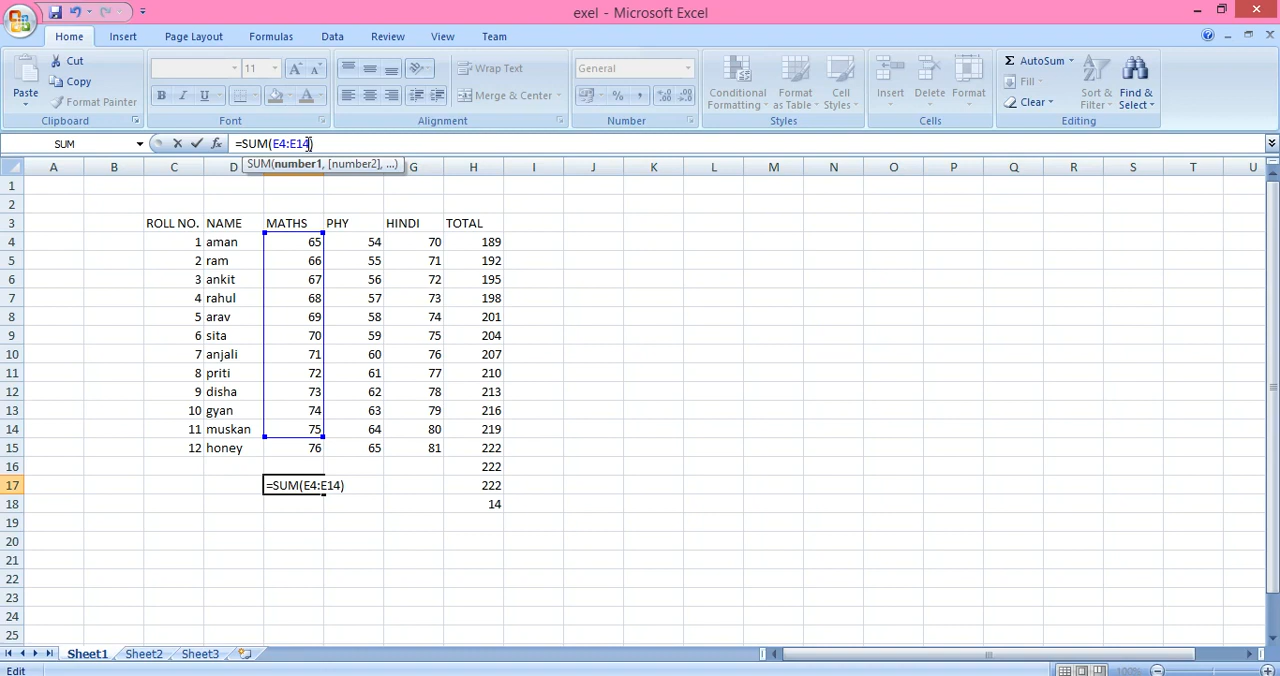 exel - Microsoft Excel
Home Insert Page Layout Formulas Data Review View Team
Paste Cut Copy Format Painter
11 A A
B I U A
Wrap Text
Merge & Center
General
% , .0 .00 .00 .0
Conditional Formatting Format as Table Cell Styles
Insert Delete Format
Σ AutoSum Fill Clear
Sort & Filter Find & Select
Clipboard Font Alignment Number Styles Cells Editing
SUM fx =SUM(E4:E14)
SUM(number1, [number2], ...)
A B D G H I J K L M N O P Q R S T U
1
2
3 ROLL NO. NAME MATHS PHY HINDI TOTAL
4 1 aman 65 54 70 189
5 2 ram 66 55 71 192
6 3 ankit 67 56 72 195
7 4 rahul 68 57 73 198
8 5 arav 69 58 74 201
9 6 sita 70 59 75 204
10 7 anjali 71 60 76 207
11 8 priti 72 61 77 210
12 9 disha 73 62 78 213
13 10 gyan 74 63 79 216
14 11 muskan 75 64 80 219
15 12 honey 76 65 81 222
16 222
17 =SUM(E4:E14) 222
18 14
19
20
21
22
23
24
25
Sheet1 Sheet2 Sheet3
Edit 100%